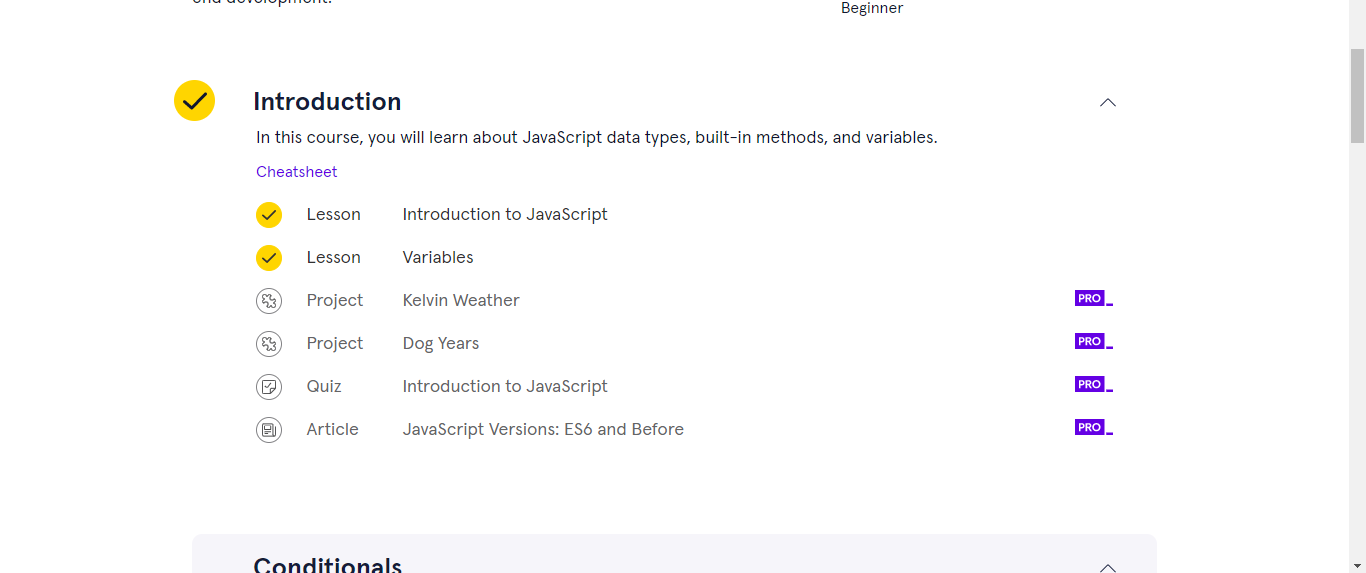 end development.
Beginner
Introduction
In this course, you will learn about JavaScript data types, built-in methods, and variables.
Cheatsheet
Lesson Introduction to JavaScript
Lesson Variables
Project Kelvin Weather PRO
Project Dog Years PRO
Quiz Introduction to JavaScript PRO
Article JavaScript Versions: ES6 and Before PRO
Conditionals